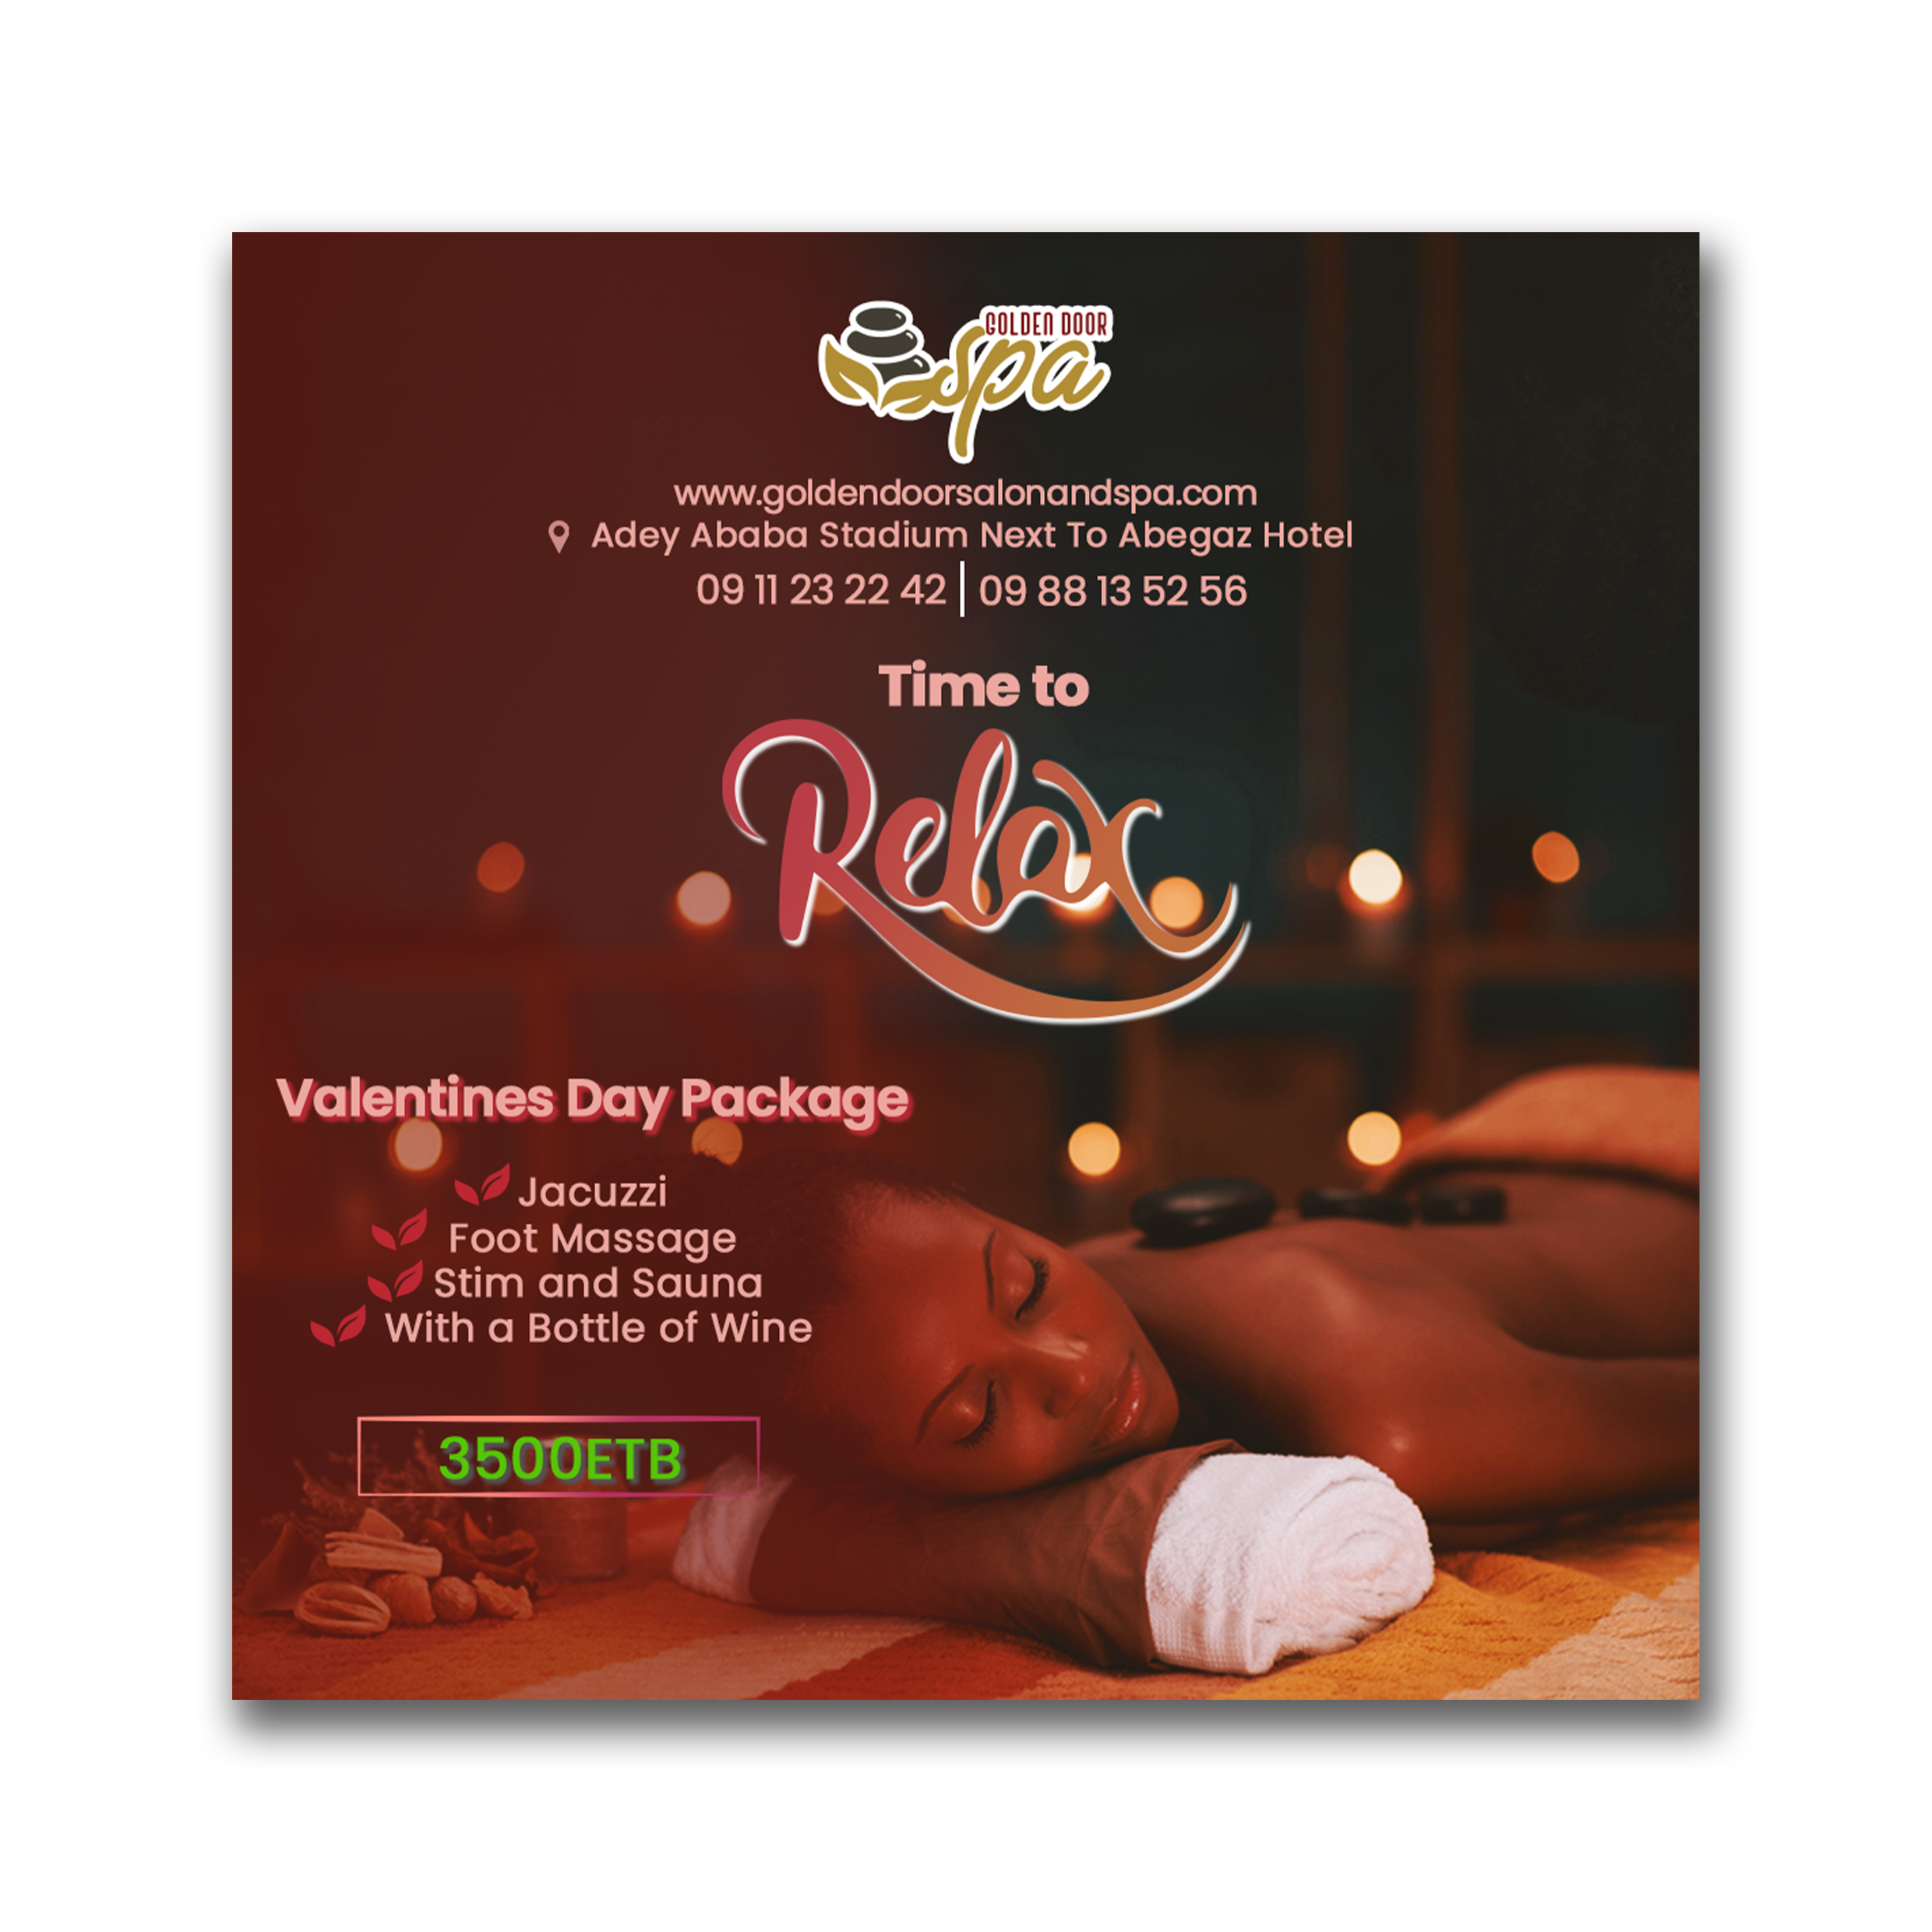 GOLDEN DOOR
spa
www.goldendoorsalonandspa.com
Adey Ababa Stadium Next To Abegaz Hotel
09 11 23 22 42 | 09 88 13 52 56
Time to
Relax
Valentines Day Package
Jacuzzi
Foot Massage
Stim and Sauna
With a Bottle of Wine
3500ETB